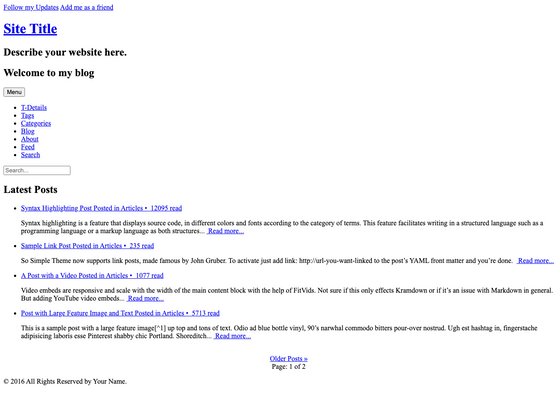 Follow my Updates Add me as a friend
Site Title
Describe your website here.
Welcome to my blog
Menu
T-Details
Tags
Categories
Blog
About
Feed
Search
Search...
Latest Posts
Syntax Highlighting Post Posted in Articles • 12095 read
Syntax highlighting is a feature that displays source code, in different colors and fonts according to the category of terms. This feature facilitates writing in a structured language such as a
programming language or a markup language as both structures... Read more...
Sample Link Post Posted in Articles • 235 read
So Simple Theme now supports link posts, made famous by John Gruber. To activate just add link: http://url-you-want-linked to the post’s YAML front matter and you’re done. Read more...
A Post with a Video Posted in Articles • 1077 read
Video embeds are responsive and scale with the width of the main content block with the help of FitVids. Not sure if this only effects Kramdown or if it’s an issue with Markdown in general.
But adding YouTube video embeds... Read more...
Post with Large Feature Image and Text Posted in Articles • 5713 read
This is a sample post with a large feature image[^1] up top and tons of text. Odio ad blue bottle vinyl, 90’s narwhal commodo bitters pour-over nostrud. Ugh est hashtag in, fingerstache
adipisicing laboris esse Pinterest shabby chic Portland. Shoreditch... Read more...
Older Posts »
Page: 1 of 2
© 2016 All Rights Reserved by Your Name.